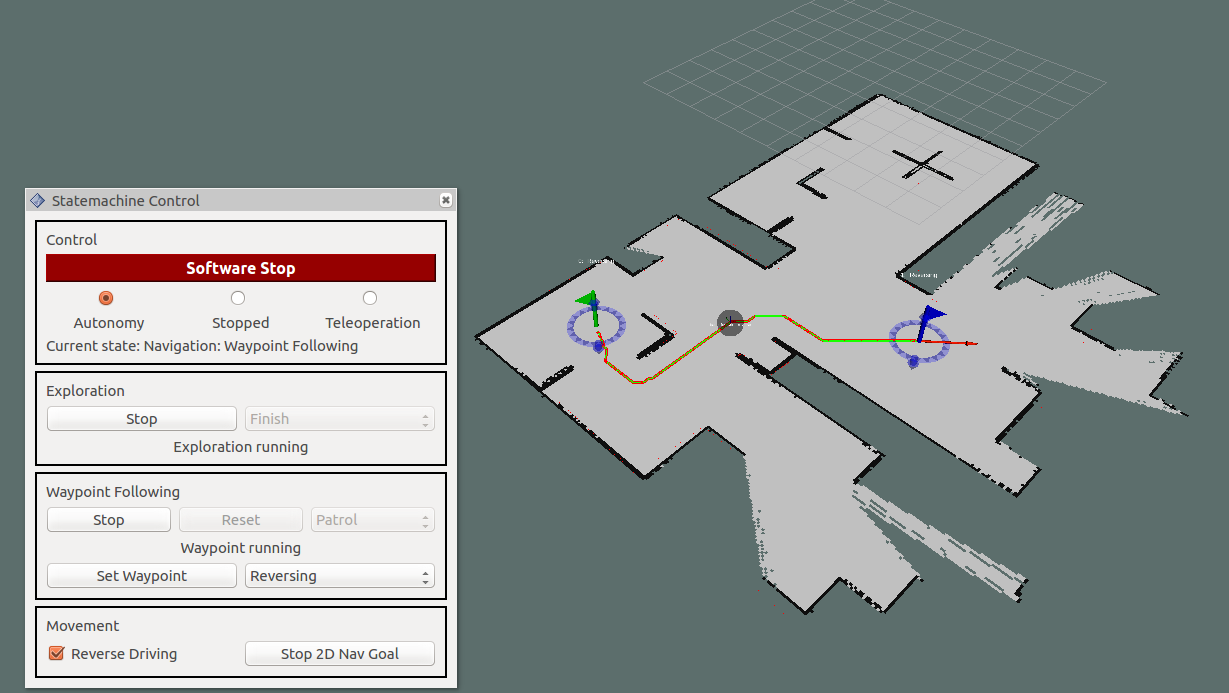 Statemachine Control
Control
Software Stop
Autonomy Stopped Teleoperation
Current state: Navigation: Waypoint Following
Exploration
Stop Finish
Exploration running
Waypoint Following
Stop Reset Patrol
Waypoint running
Set Waypoint Reversing
Movement
Reverse Driving Stop 2D Nav Goal
Reversing